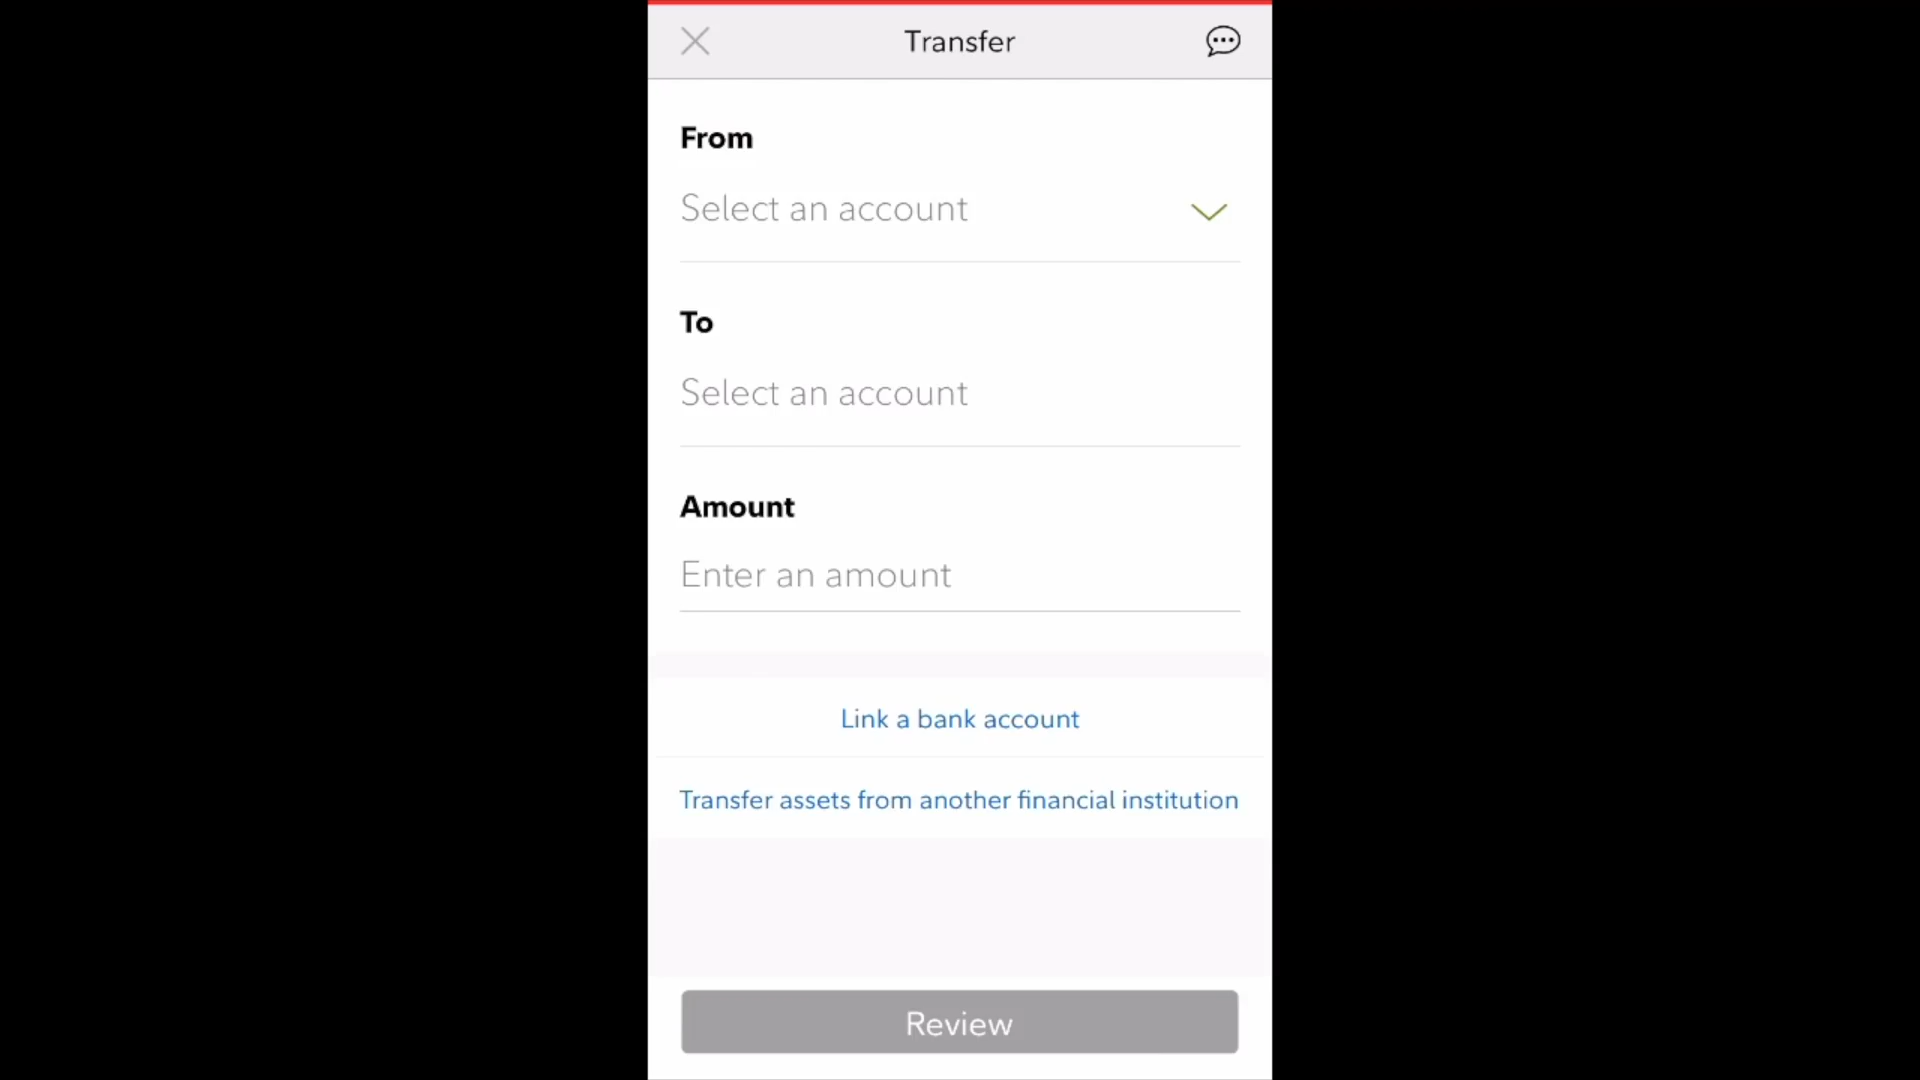 Transfer
From
Select an account
To
Select an account
Amount
Enter an amount
Link a bank account
Transfer assets from another financial institution
Review